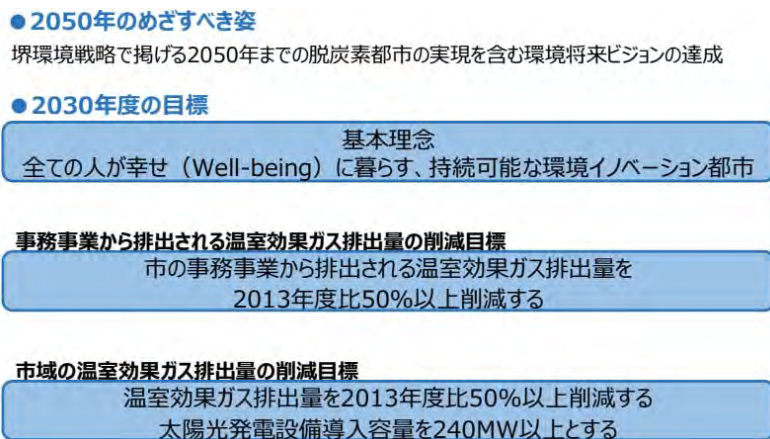 ●2050年のめざすべき姿
堺環境戦略で掲げる2050年までの脱炭素都市の実現を含む環境将来ビジョンの達成
●2030年度の目標
基本理念
全ての人が幸せ（Well-being）に暮らす、持続可能な環境イノベーション都市
事務事業から排出される温室効果ガス排出量の削減目標
市の事務事業から排出される温室効果ガス排出量を
2013年度比50%以上削減する
市域の温室効果ガス排出量の削減目標
温室効果ガス排出量を2013年度比50%以上削減する
太陽光発電設備導入容量を240MW以上とする